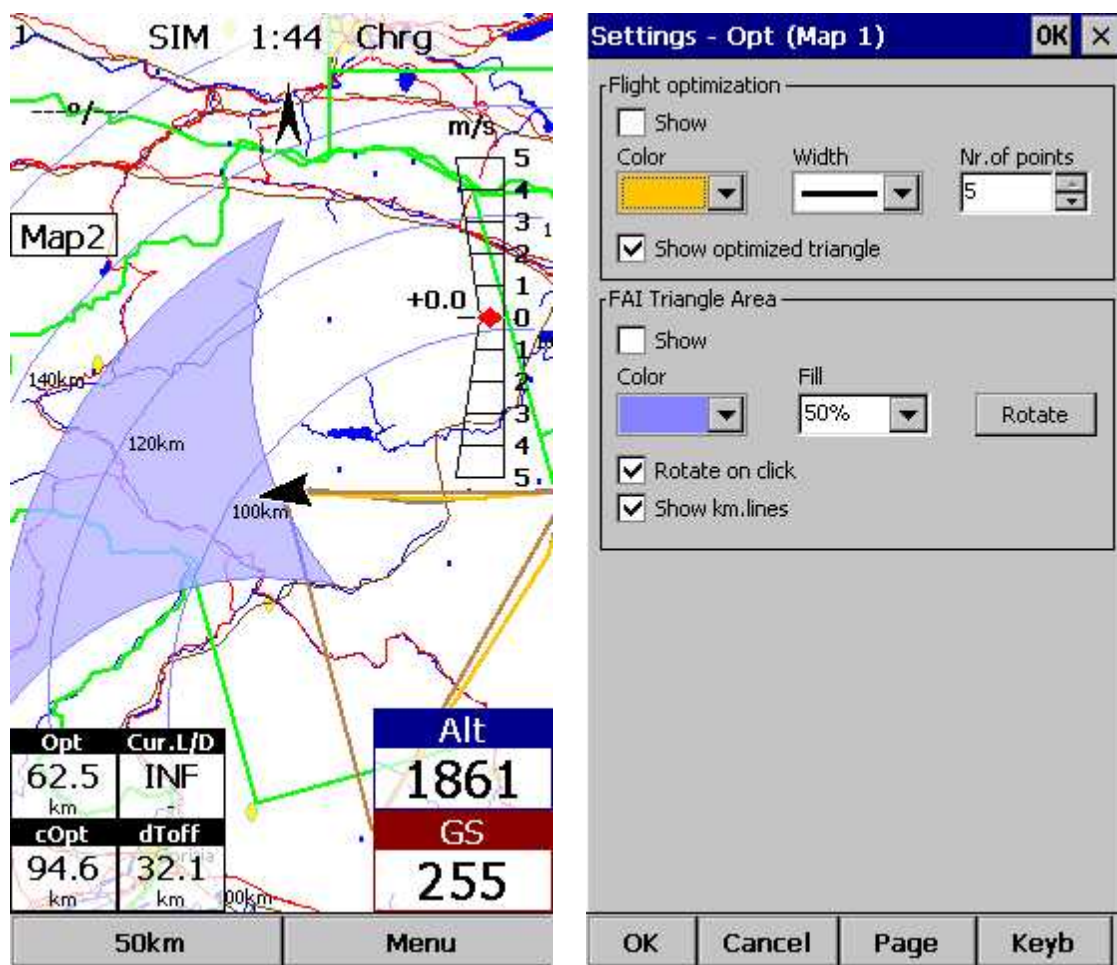 1 SIM 1:44 Chrg
---°/---
m/s
5
4
Map2
3
1
2
1
+0.0
0
1
140km
2
3
120km
4
5
100km
Opt Cur.L/D
62.5 INF
km -
cOpt dToff
94.6 32.1
km km
00km
Alt
1861
GS
255
50km Menu
Settings - Opt (Map 1) OK ×
Flight optimization
Show
Color Width Nr.of points
5
Show optimized triangle
FAI Triangle Area
Show
Color Fill
50% Rotate
Rotate on click
Show km.lines
OK Cancel Page Keyb